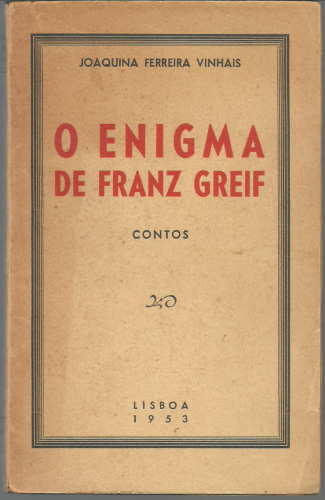 JOAQUINA FERREIRA VINHAIS
O ENIGMA
DE FRANZ GREIF
CONTOS
LISBOA
1953